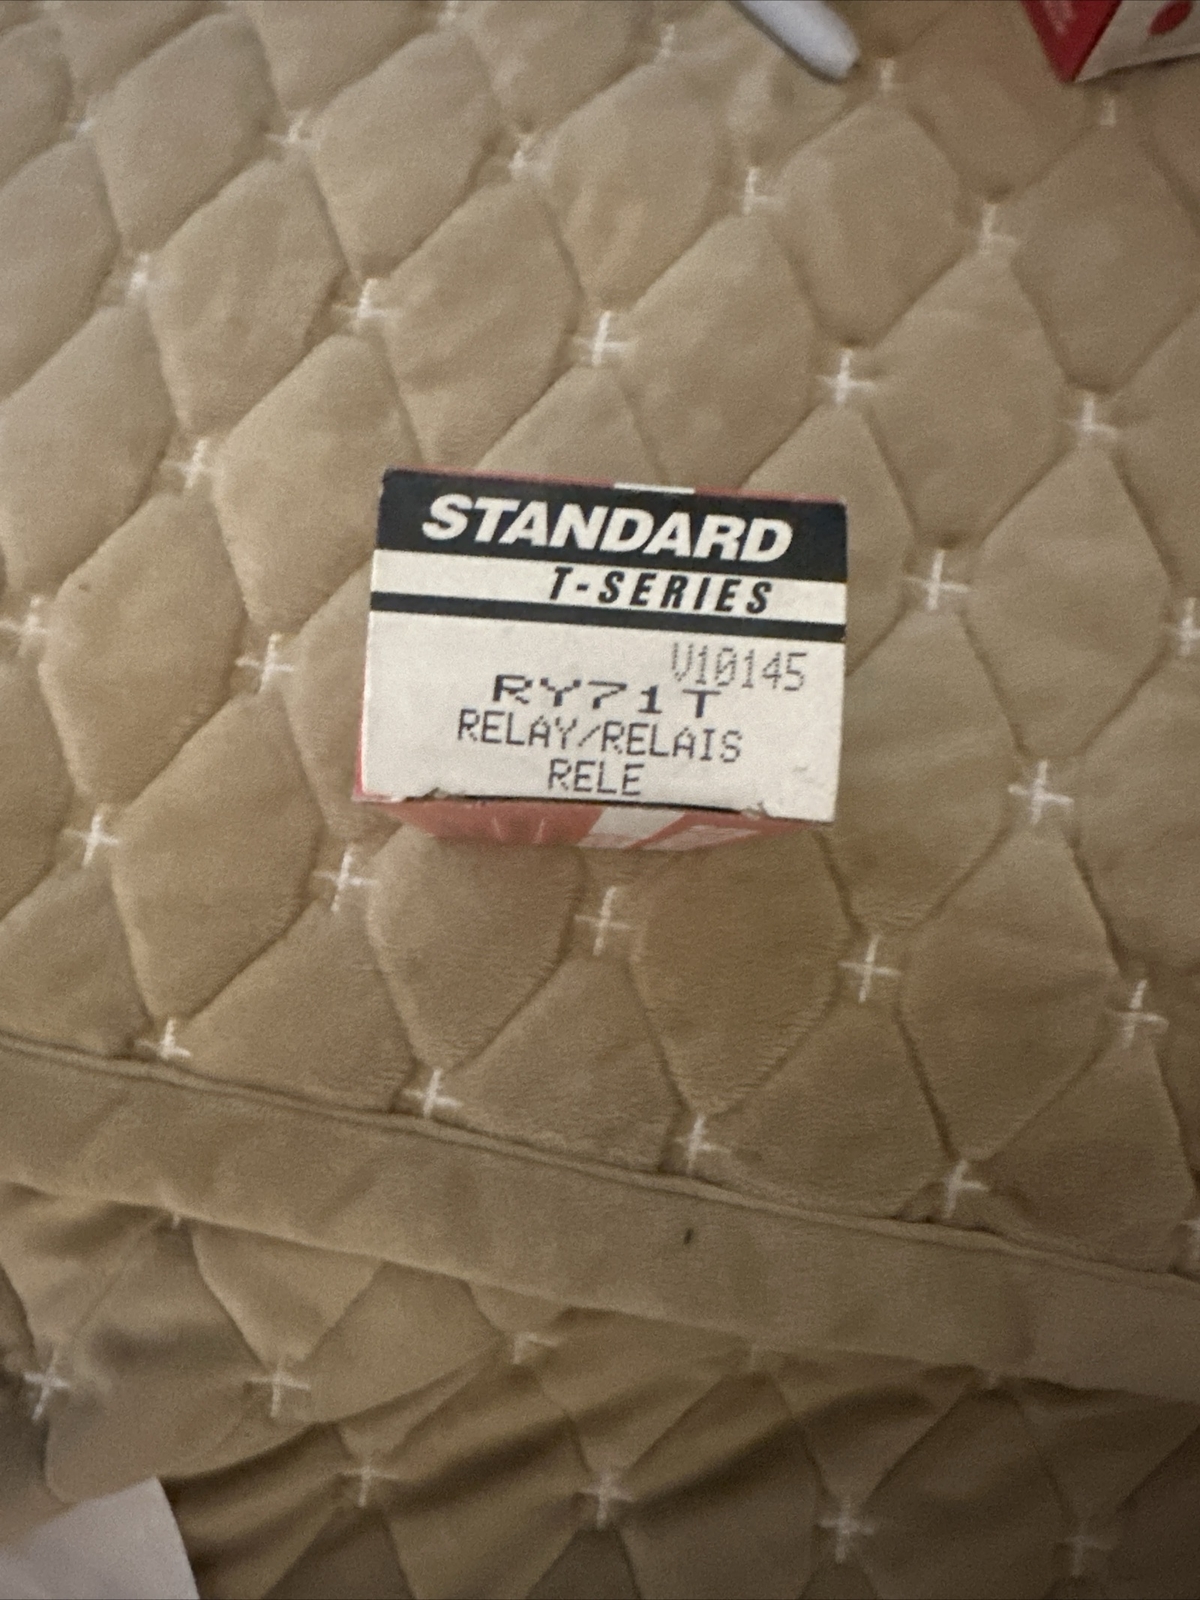 STANDARD
T-SERIES
V10145
RY71T
RELAY/RELAIS
RELE